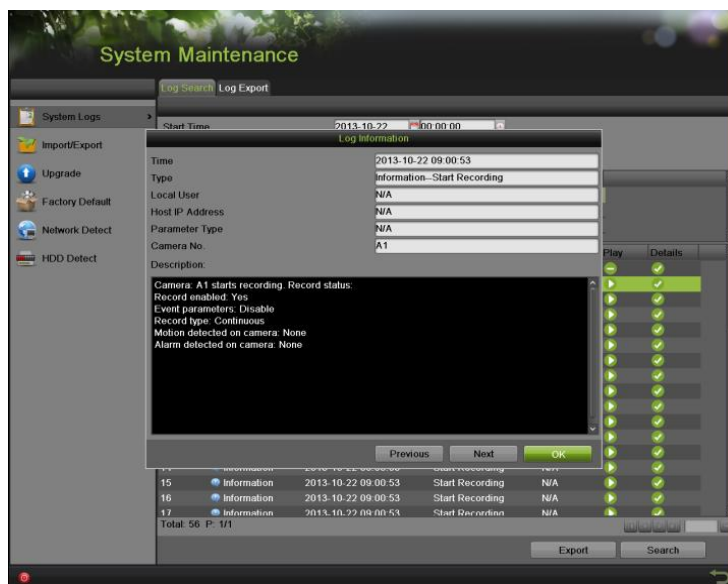 System Maintenance
Log Search Log Export
System Logs
Import/Export
Upgrade
Factory Default
Network Detect
HDD Detect
Start Time 2013-10-22 00:00:00
Log Information
Time 2013-10-22 09:00:53
Type Information--Start Recording
Local User N/A
Host IP Address N/A
Parameter Type N/A
Camera No. A1
Description:
Camera: A1 starts recording. Record status:
Record enabled: Yes
Event parameters: Disable
Record type: Continuous
Motion detected on camera: None
Alarm detected on camera: None
Previous Next OK
Play Details
Information Start Recording N/A
15 Information 2013-10-22 09:00:53 Start Recording N/A
16 Information 2013-10-22 09:00:53 Start Recording N/A
17 Information 2013-10-22 09:00:53 Start Recording N/A
Total: 56 P: 1/1
Export Search